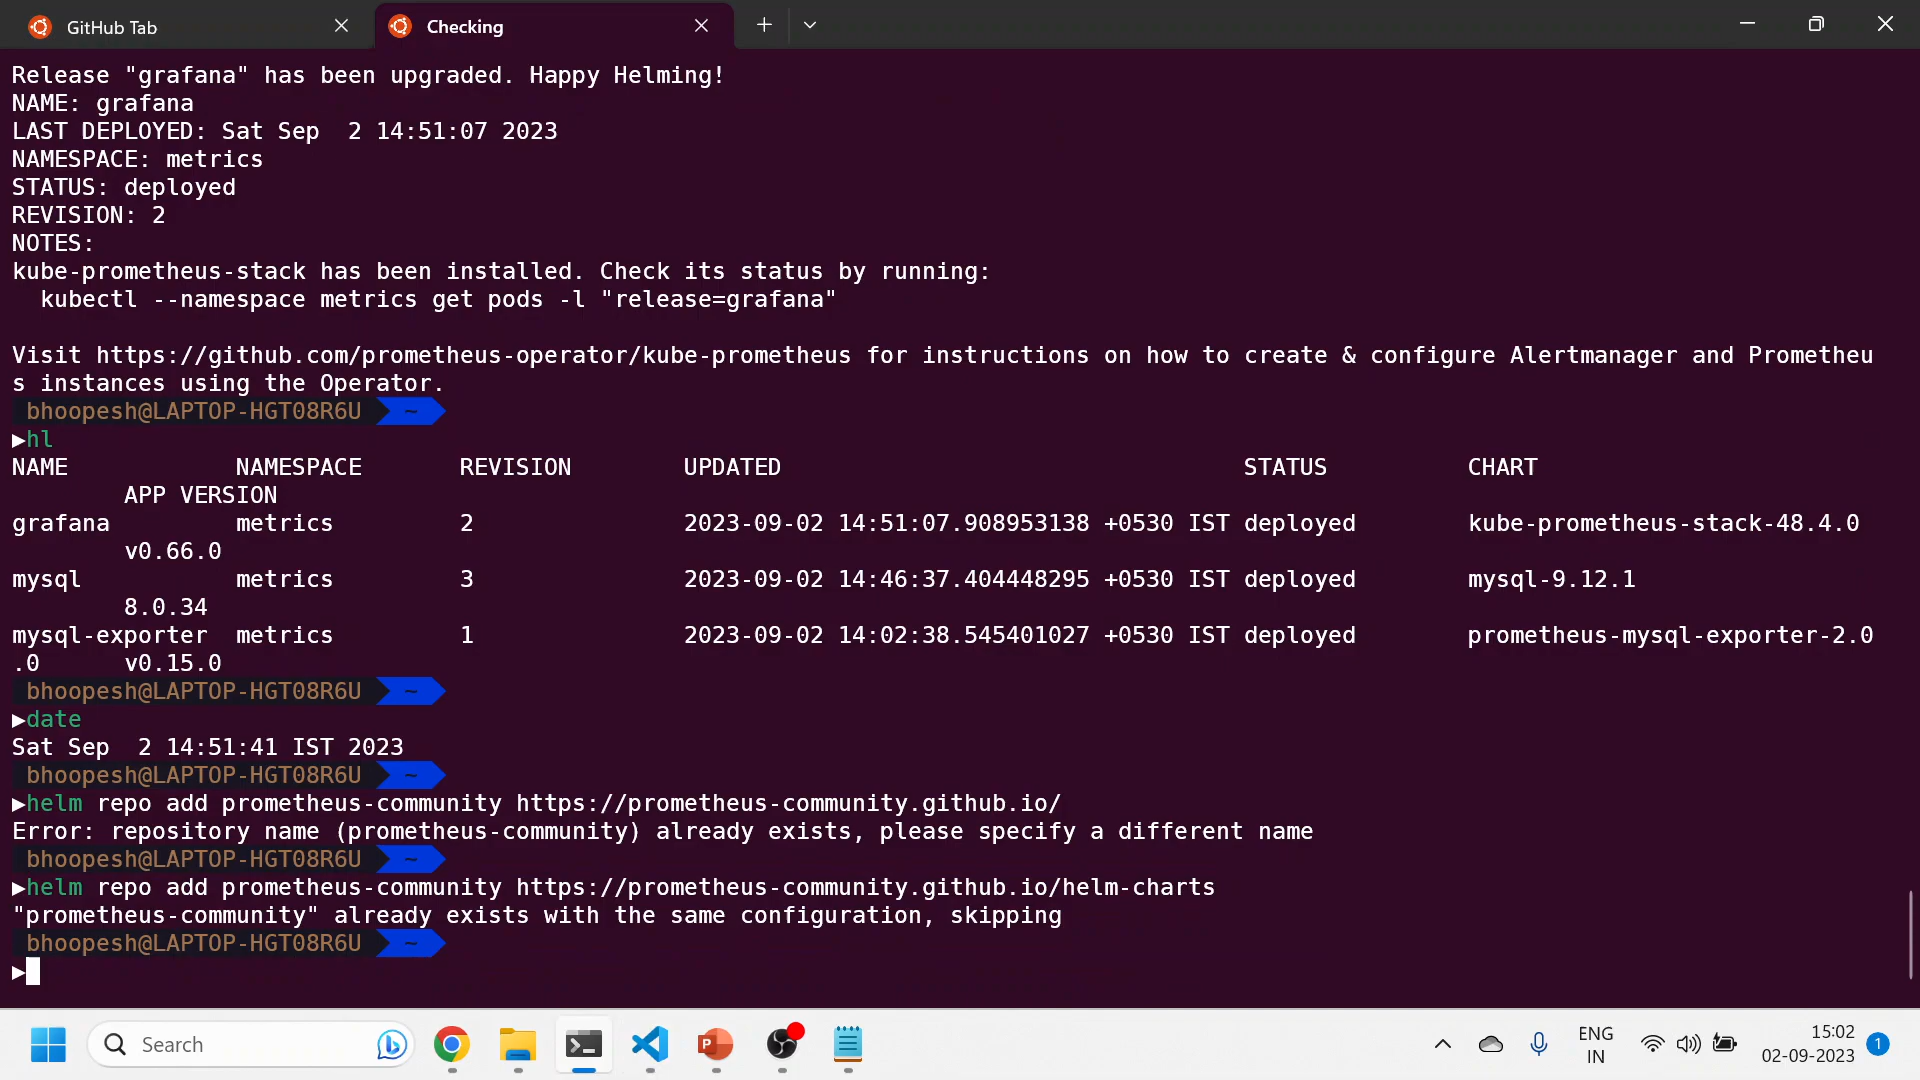 GitHub Tab
Checking
Release "grafana" has been upgraded. Happy Helming!
NAME: grafana
LAST DEPLOYED: Sat Sep  2 14:51:07 2023
NAMESPACE: metrics
STATUS: deployed
REVISION: 2
NOTES:
kube-prometheus-stack has been installed. Check its status by running:
  kubectl --namespace metrics get pods -l "release=grafana"
Visit https://github.com/prometheus-operator/kube-prometheus for instructions on how to create & configure Alertmanager and Prometheu
s instances using the Operator.
bhoopesh@LAPTOP-HGT08R6U ~
▶hl
NAME            NAMESPACE       REVISION        UPDATED                                 STATUS          CHART
        APP VERSION
grafana         metrics         2               2023-09-02 14:51:07.908953138 +0530 IST deployed        kube-prometheus-stack-48.4.0
        v0.66.0
mysql           metrics         3               2023-09-02 14:46:37.404448295 +0530 IST deployed        mysql-9.12.1
        8.0.34
mysql-exporter  metrics         1               2023-09-02 14:02:38.545401027 +0530 IST deployed        prometheus-mysql-exporter-2.0
.0      v0.15.0
bhoopesh@LAPTOP-HGT08R6U ~
▶date
Sat Sep  2 14:51:41 IST 2023
bhoopesh@LAPTOP-HGT08R6U ~
▶helm repo add prometheus-community https://prometheus-community.github.io/
Error: repository name (prometheus-community) already exists, please specify a different name
bhoopesh@LAPTOP-HGT08R6U ~
▶helm repo add prometheus-community https://prometheus-community.github.io/helm-charts
"prometheus-community" already exists with the same configuration, skipping
bhoopesh@LAPTOP-HGT08R6U ~
▶
Search
P
ENG
IN
15:02
02-09-2023
1